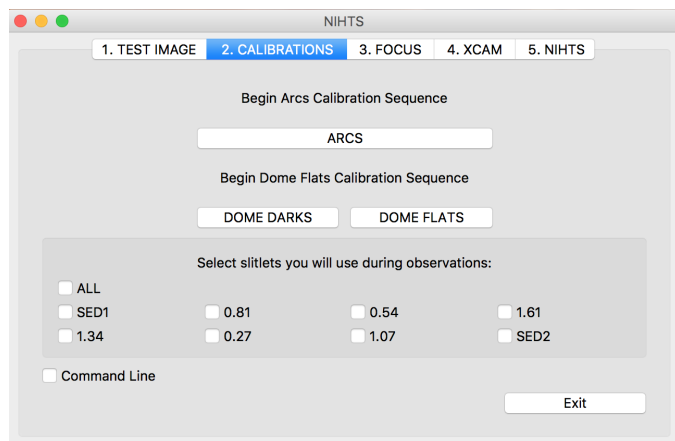 NIHTS
1. TEST IMAGE 2. CALIBRATIONS 3. FOCUS 4. XCAM 5. NIHTS
Begin Arcs Calibration Sequence
ARCS
Begin Dome Flats Calibration Sequence
DOME DARKS DOME FLATS
Select slitlets you will use during observations:
ALL
SED1 0.81 0.54 1.61
1.34 0.27 1.07 SED2
Command Line
Exit